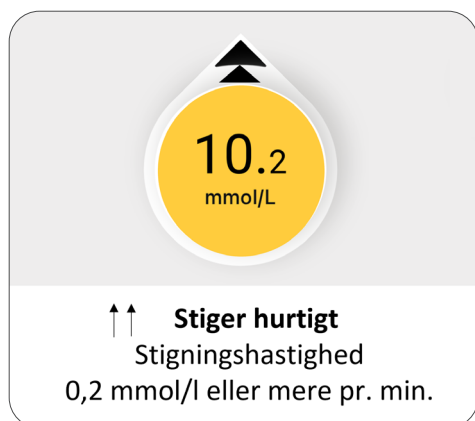 10.2
mmol/L
↑↑ Stiger hurtigt
Stigningshastighed
0,2 mmol/l eller mere pr. min.